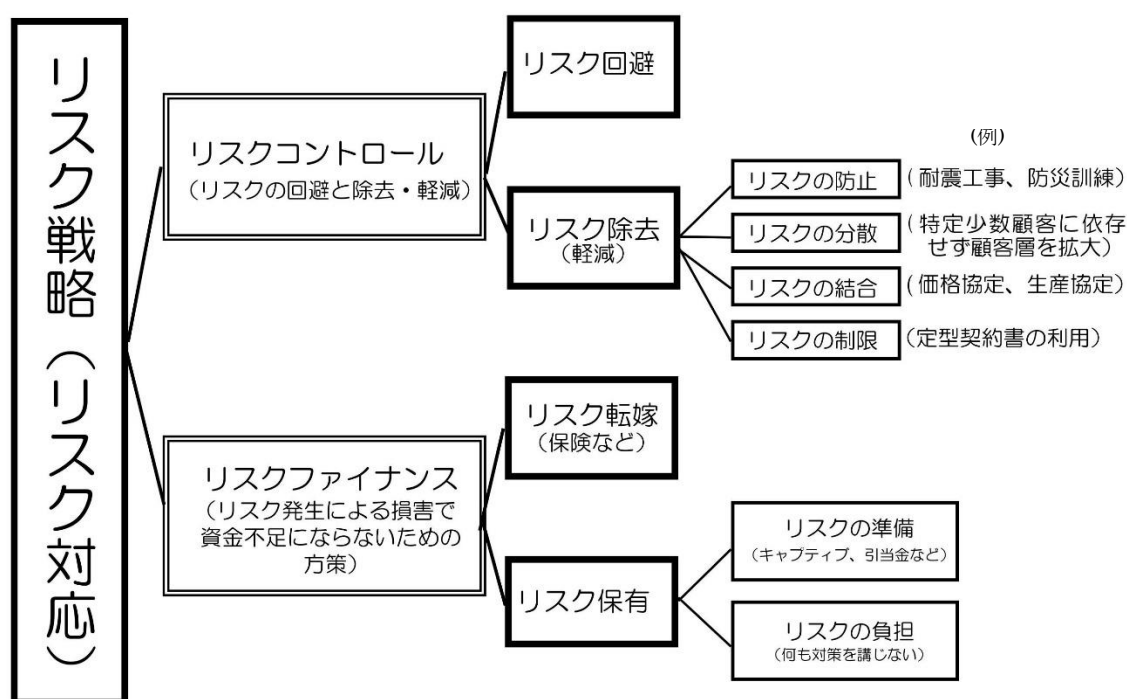 リスク戦略（リスク対応）
リスクコントロール
（リスクの回避と除去・軽減）
リスク回避
リスク除去
（軽減）
(例)
リスクの防止
(耐震工事、防災訓練)
リスクの分散
(特定少数顧客に依存
せず顧客層を拡大)
リスクの結合
(価格協定、生産協定)
リスクの制限
(定型契約書の利用)
リスクファイナンス
（リスク発生による損害で
資金不足にならないための
方策）
リスク転嫁
（保険など）
リスク保有
リスクの準備
（キャプティブ、引当金など）
リスクの負担
（何も対策を講じない）